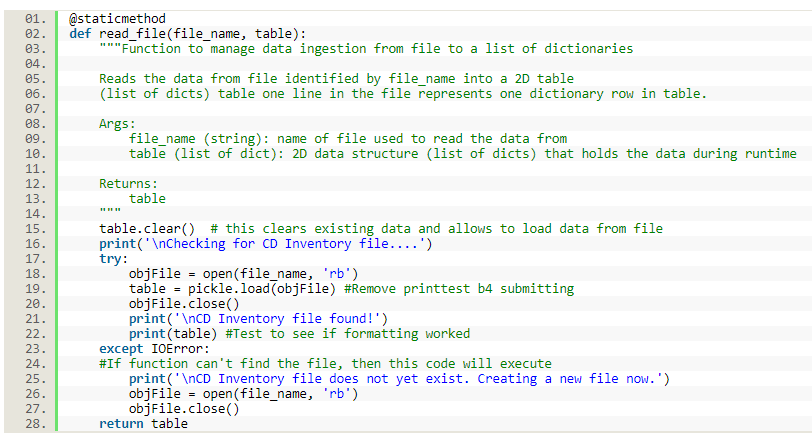 01. @staticmethod
02. def read_file(file_name, table):
03. """Function to manage data ingestion from file to a list of dictionaries
04.
05. Reads the data from file identified by file_name into a 2D table
06. (list of dicts) table one line in the file represents one dictionary row in table.
07.
08. Args:
09. file_name (string): name of file used to read the data from
10. table (list of dict): 2D data structure (list of dicts) that holds the data during runtime
11.
12. Returns:
13. table
14. """
15. table.clear()  # this clears existing data and allows to load data from file
16. print('\nChecking for CD Inventory file....')
17. try:
18. objFile = open(file_name, 'rb')
19. table = pickle.load(objFile) #Remove printtest b4 submitting
20. objFile.close()
21. print('\nCD Inventory file found!')
22. print(table) #Test to see if formatting worked
23. except IOError:
24. #If function can't find the file, then this code will execute
25. print('\nCD Inventory file does not yet exist. Creating a new file now.')
26. objFile = open(file_name, 'rb')
27. objFile.close()
28. return table